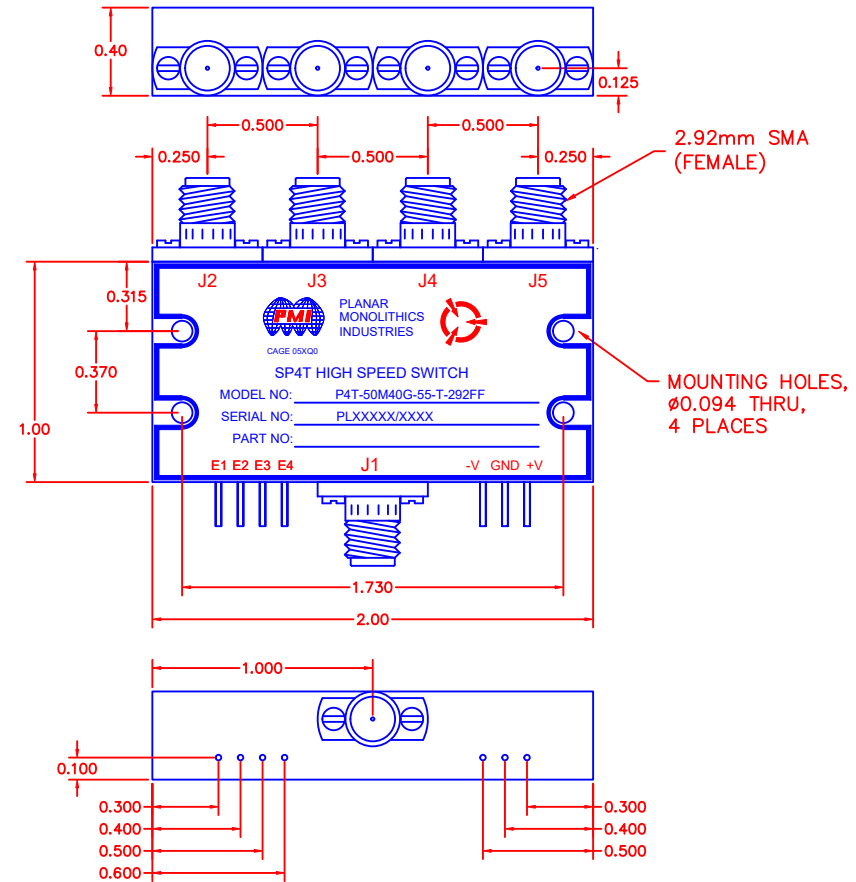 0.40
0.125
0.500
0.500
0.250
0.500
0.250
2.92mm SMA
(FEMALE)
J2
J3
J4
J5
0.315
PMI
PLANAR
MONOLITHICS
INDUSTRIES
CAGE 05XQ0
0.370
SP4T HIGH SPEED SWITCH
MODEL NO: P4T-50M40G-55-T-292FF
SERIAL NO: PLXXXXX/XXXX
PART NO:
MOUNTING HOLES,
ø0.094 THRU,
4 PLACES
1.00
E1 E2 E3 E4
J1
-V GND +V
1.730
2.00
1.000
0.100
0.300
0.400
0.500
0.600
0.300
0.400
0.500